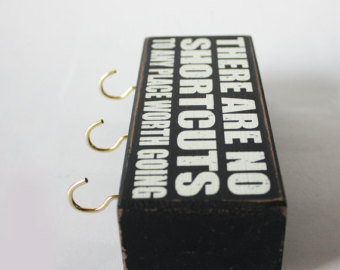 THERE ARE NO
SHORTCUTS
TO ANY PLACE WORTH GOING